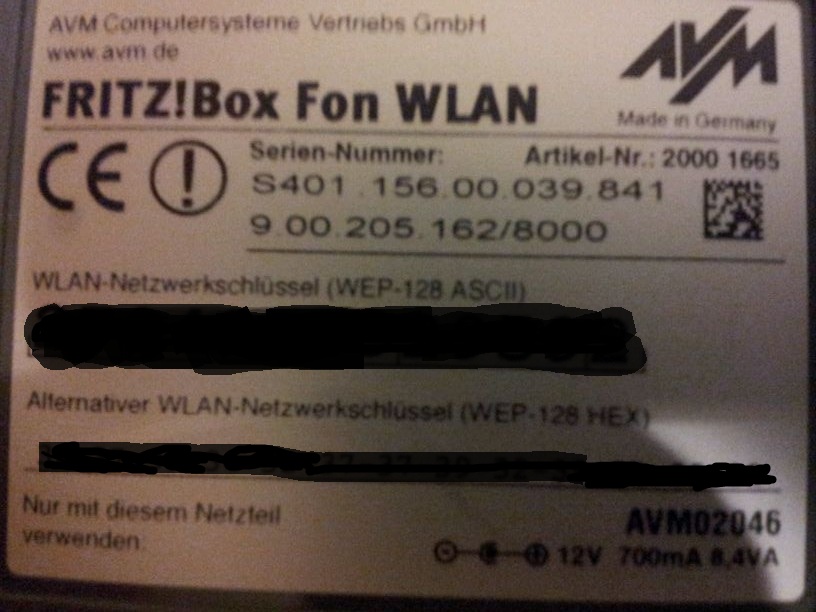 AVM Computersysteme Vertriebs GmbH
www.avm.de
AVM
FRITZ!Box Fon WLAN
Made in Germany
CE
Serien-Nummer: Artikel-Nr.: 2000 1665
S401.156.00.039.841
9.00.205.162/8000
WLAN-Netzwerkschlüssel (WEP-128 ASCII)
Alternativer WLAN-Netzwerkschlüssel (WEP-128 HEX)
Nur mit diesem Netzteil
verwenden
AVM02046
12V 700mA 8,4VA